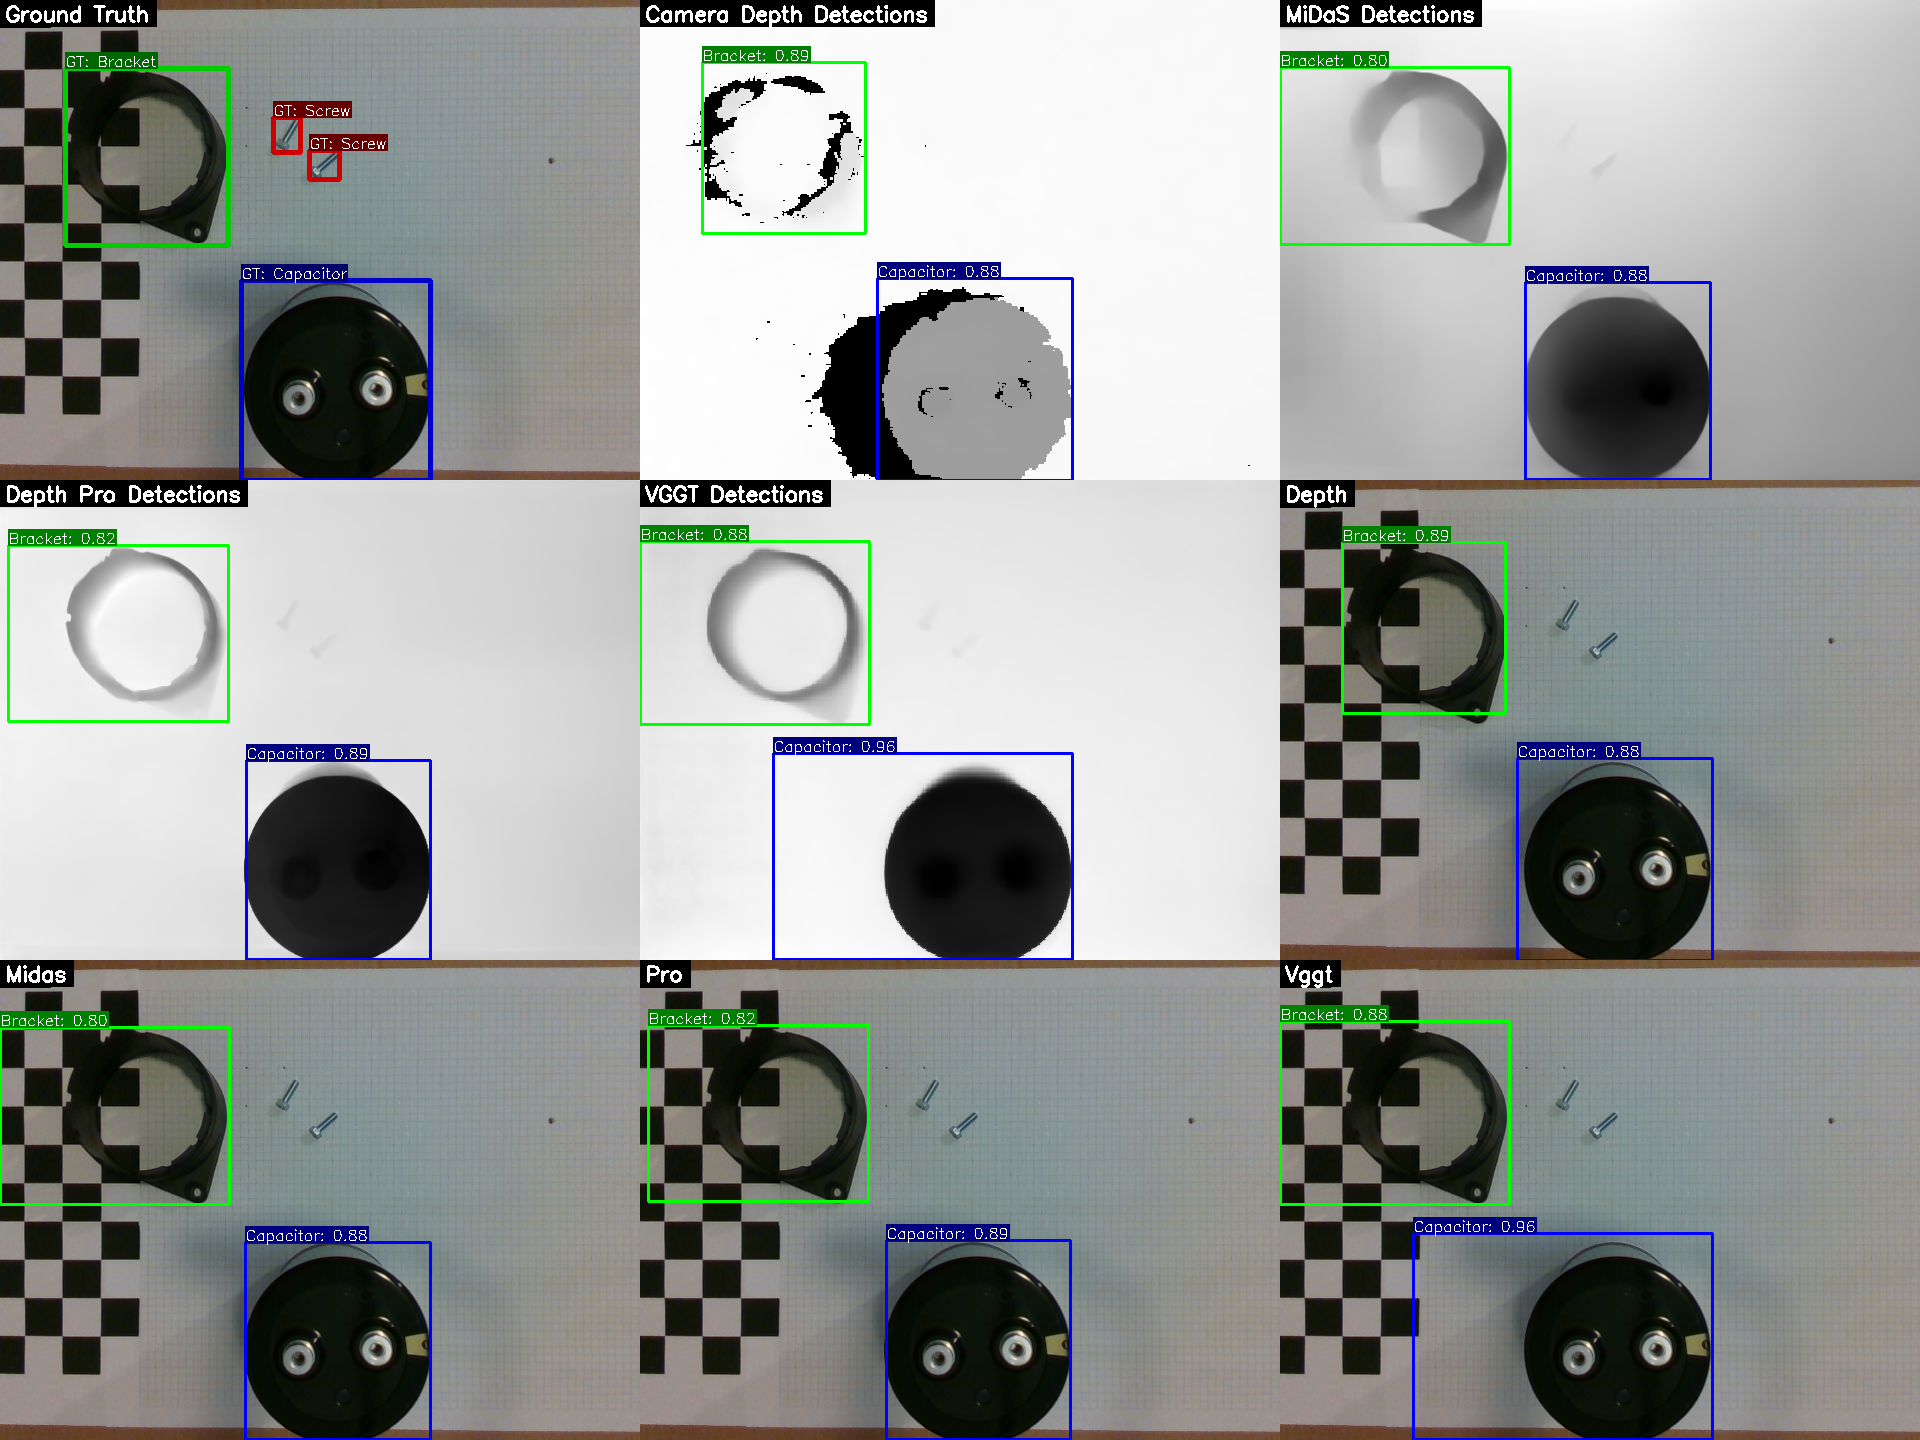 Ground Truth
GT: Bracket
GT: Screw
GT: Screw
GT: Capacitor
Camera Depth Detections
Bracket: 0.89
Capacitor: 0.88
MiDaS Detections
Bracket: 0.80
Capacitor: 0.88
Depth Pro Detections
Bracket: 0.82
Capacitor: 0.89
VGGT Detections
Bracket: 0.88
Capacitor: 0.96
Depth
Bracket: 0.89
Capacitor: 0.88
Midas
Bracket: 0.80
Capacitor: 0.88
Pro
Bracket: 0.82
Capacitor: 0.89
Vggt
Bracket: 0.88
Capacitor: 0.96